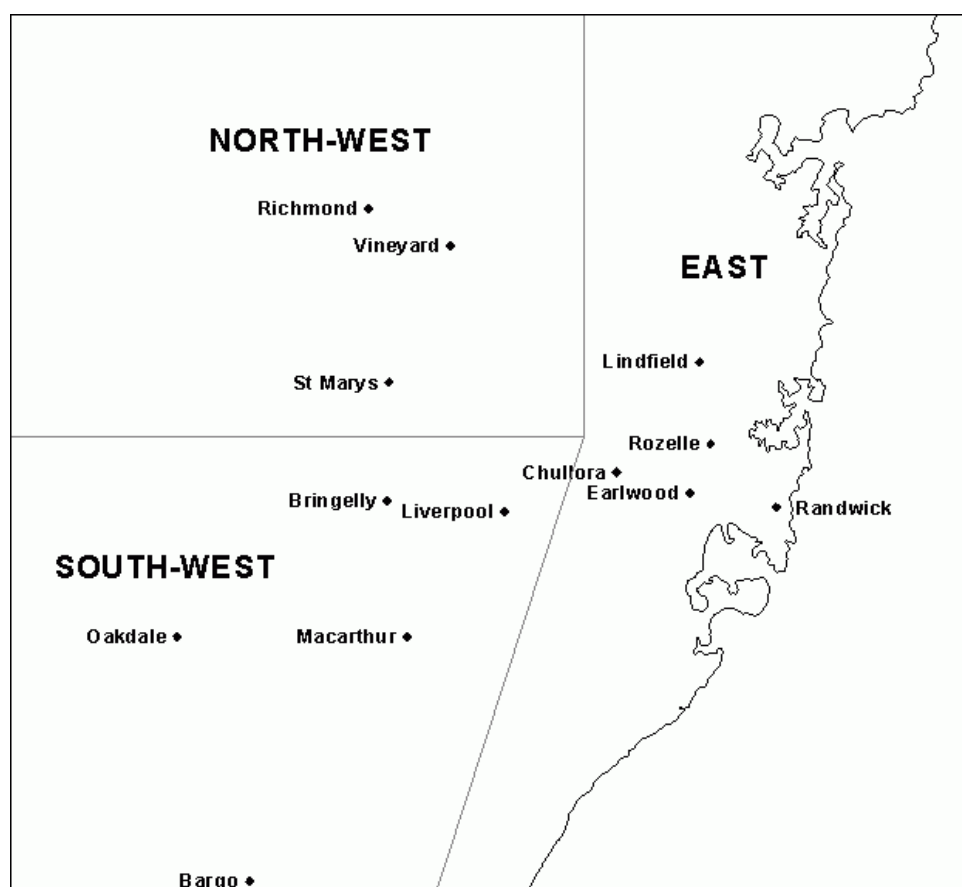 NORTH-WEST
Richmond
Vineyard
EAST
Lindfield
St Marys
Rozelle
Chullora
Earlwood
Bringelly
Liverpool
Randwick
SOUTH-WEST
Oakdale
Macarthur
Bargo